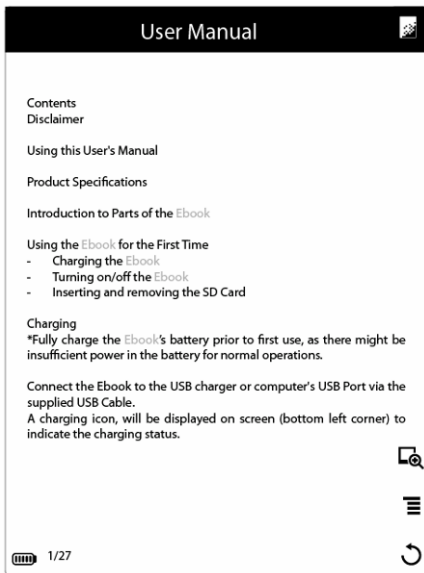 User Manual
Contents
Disclaimer
Using this User's Manual
Product Specifications
Introduction to Parts of the Ebook
Using the Ebook for the First Time
- Charging the Ebook
- Turning on/off the Ebook
- Inserting and removing the SD Card
Charging
*Fully charge the Ebook's battery prior to first use, as there might be
insufficient power in the battery for normal operations.
Connect the Ebook to the USB charger or computer's USB Port via the
supplied USB Cable.
A charging icon, will be displayed on screen (bottom left corner) to
indicate the charging status.
1/27